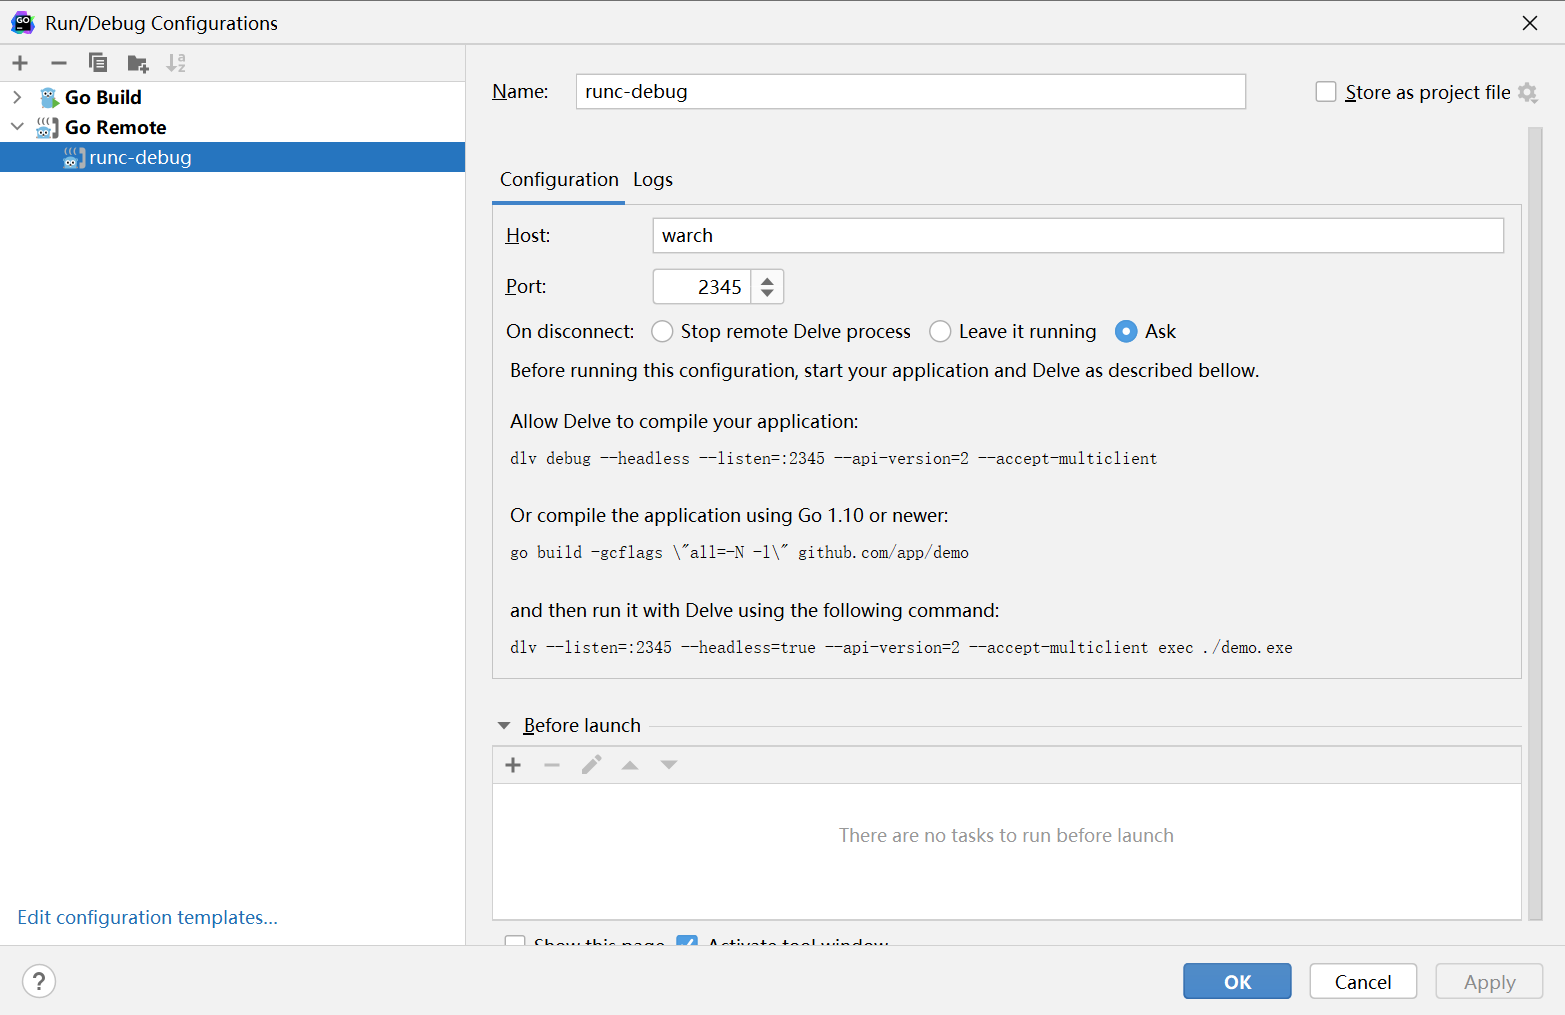 Run/Debug Configurations
Go Build
Go Remote
runc-debug
Edit configuration templates...
Name: runc-debug
Store as project file
Configuration Logs
Host: warch
Port: 2345
On disconnect: Stop remote Delve process Leave it running Ask
Before running this configuration, start your application and Delve as described bellow.
Allow Delve to compile your application:
dlv debug --headless --listen=:2345 --api-version=2 --accept-multiclient
Or compile the application using Go 1.10 or newer:
go build -gcflags \"all=-N -l\" github.com/app/demo
and then run it with Delve using the following command:
dlv --listen=:2345 --headless=true --api-version=2 --accept-multiclient exec ./demo.exe
Before launch
There are no tasks to run before launch
Show this page Activate tool window
? OK Cancel Apply